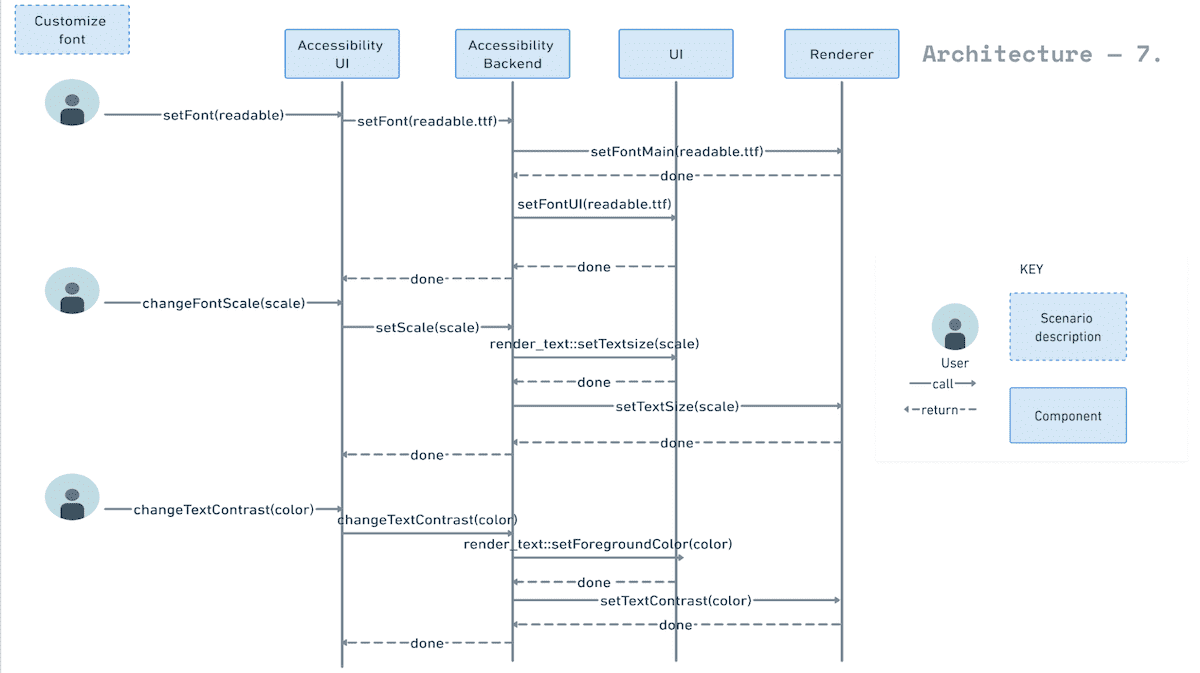 Customize
font
Accessibility
UI
Accessibility
Backend
UI
Renderer
Architecture – 7.
setFont(readable)
setFont(readable.ttf)
setFontMain(readable.ttf)
done
setFontUI(readable.ttf)
done
done
changeFontScale(scale)
setScale(scale)
render_text::setTextsize(scale)
done
setTextSize(scale)
done
done
changeTextContrast(color)
changeTextContrast(color)
render_text::setForegroundColor(color)
done
setTextContrast(color)
done
done
KEY
User
call
return
Scenario
description
Component